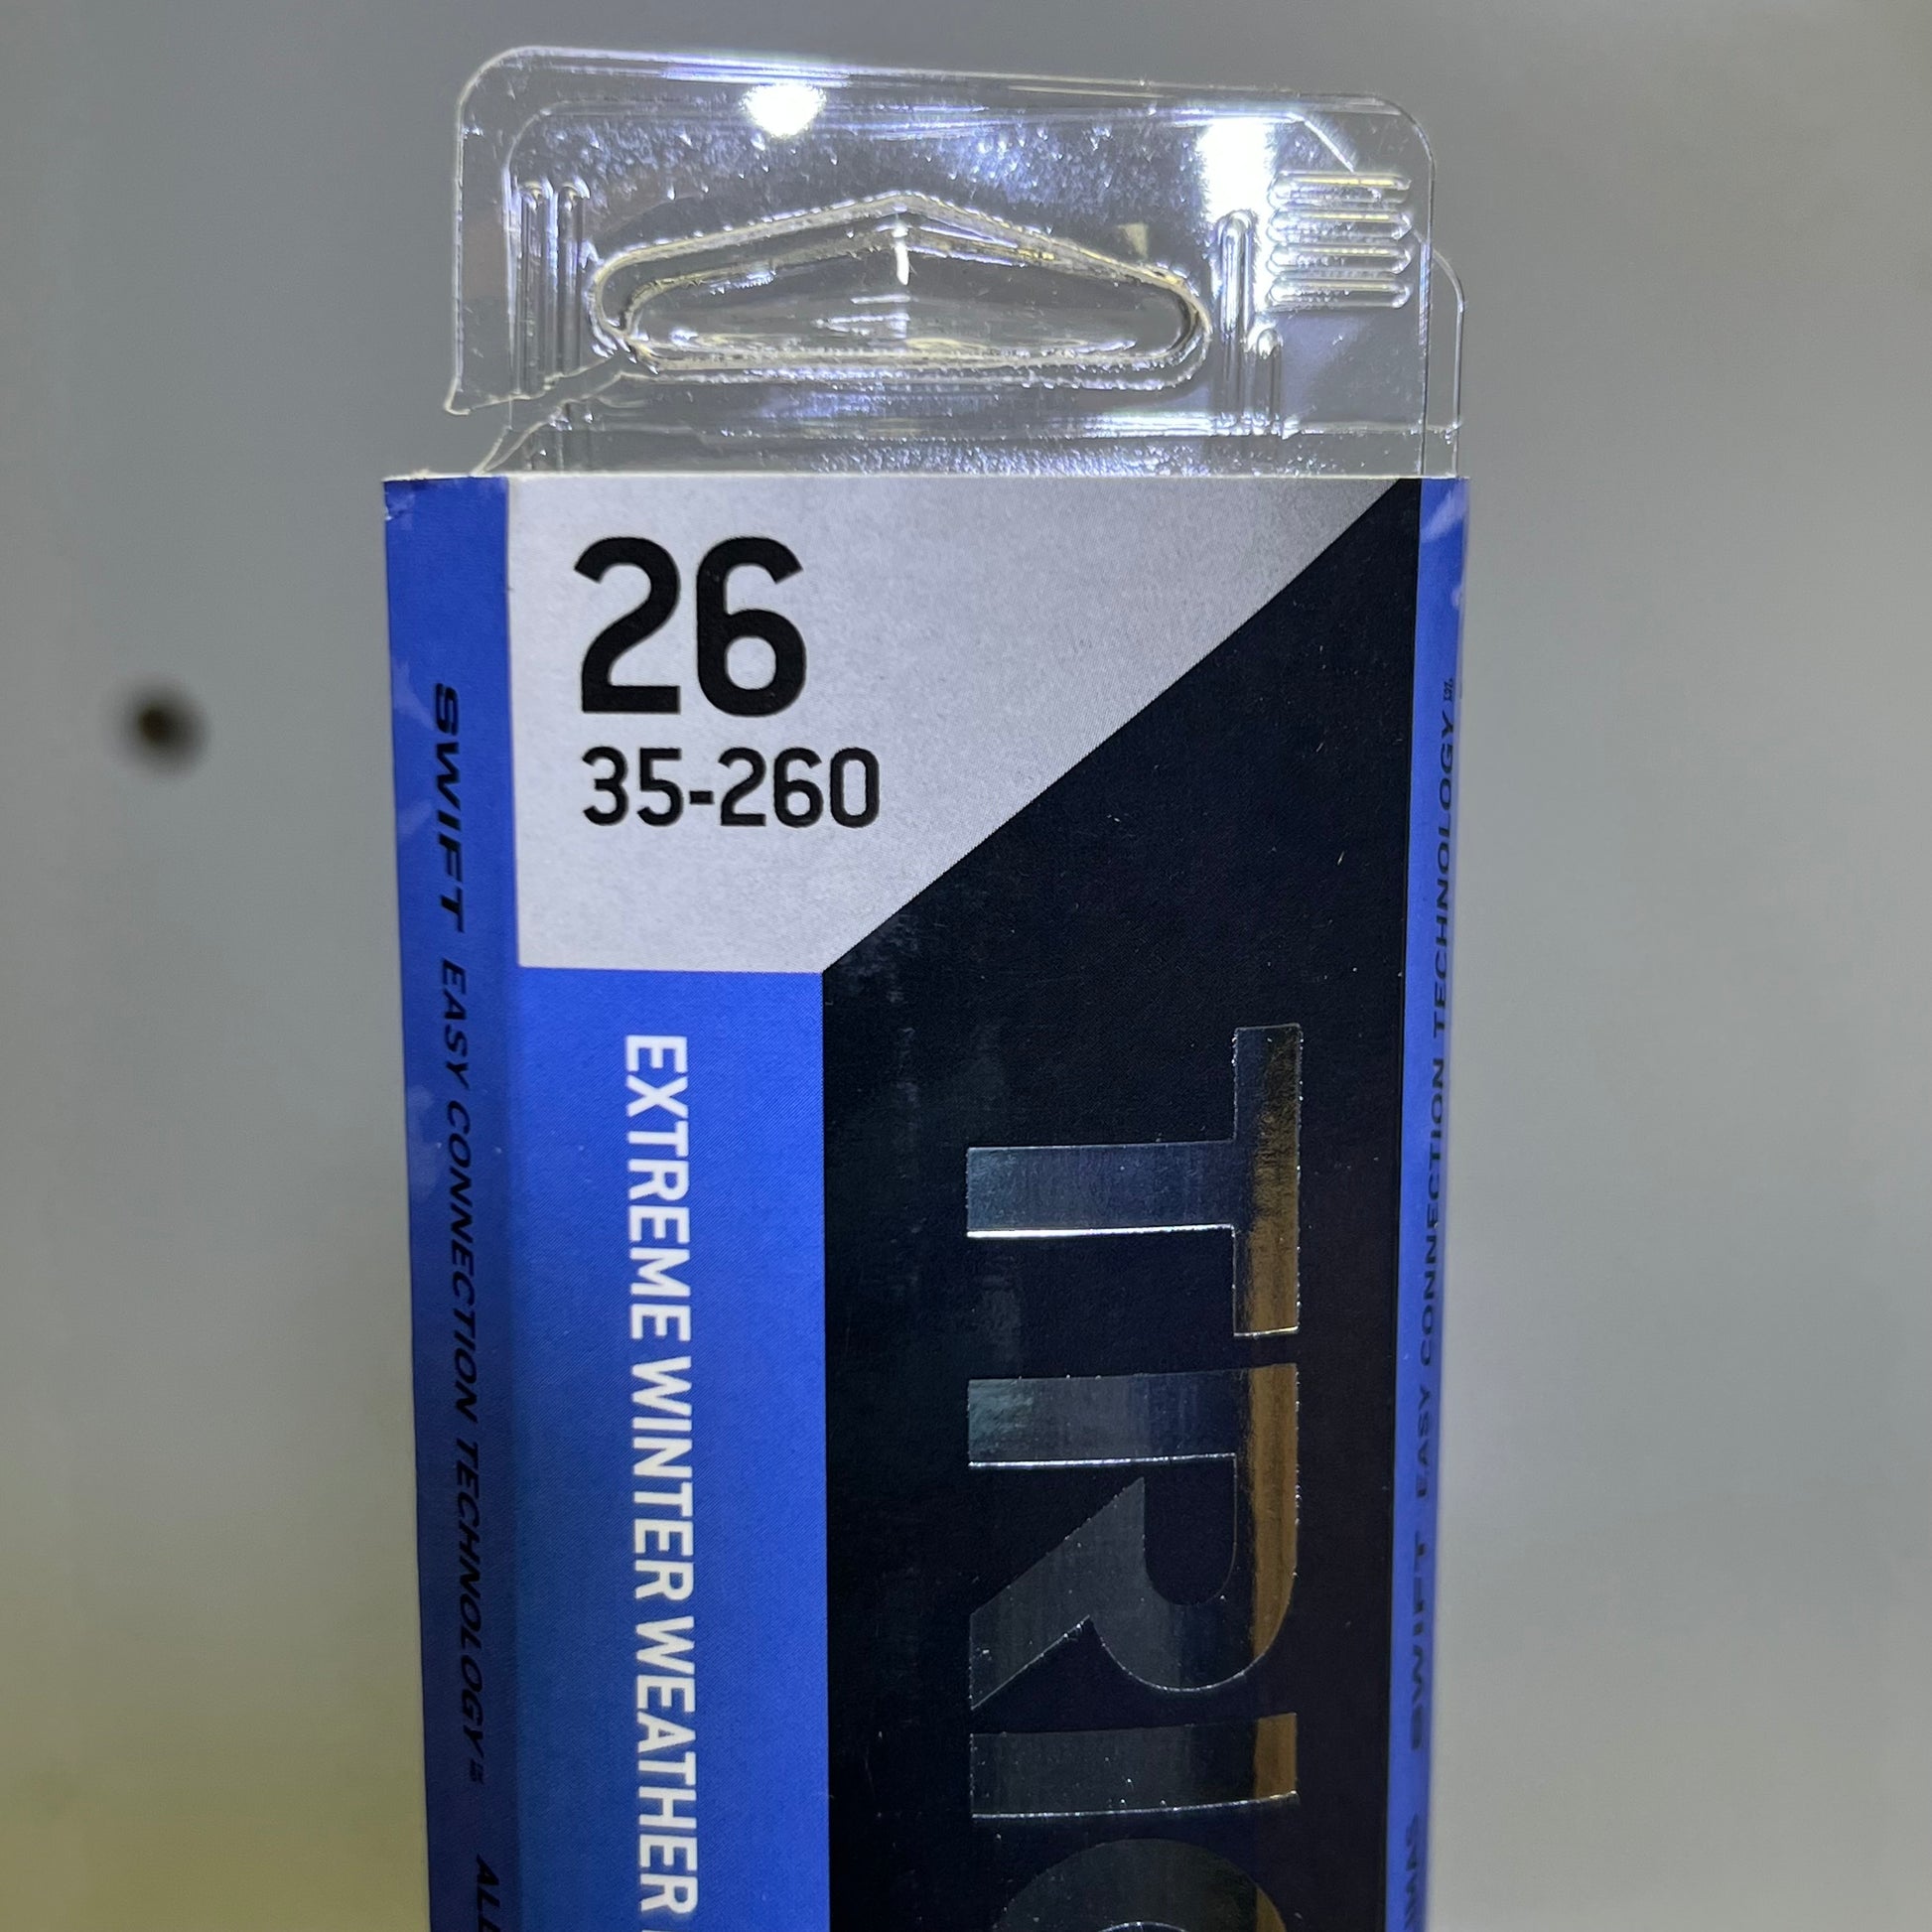 26
35-260
EXTREME WINTER WEATHER
TRIC
SWIFT EASY CONNECTION TECHNOLOGY
SWIFT EASY CONNECTION TECHNOLOGY